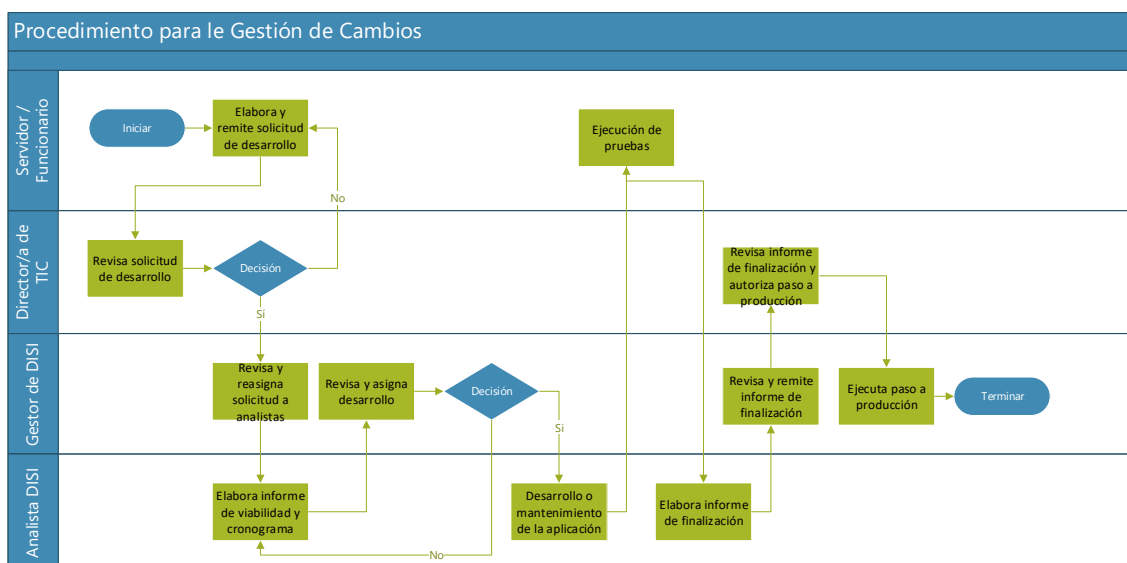 Procedimiento para le Gestión de Cambios
Servidor /
Funcionario
Iniciar
Elabora y
remite solicitud
de desarrollo
Ejecución de
pruebas
No
Director/a de
TIC
Revisa solicitud
de desarrollo
Decisión
Revisa informe
de finalización y
autoriza paso a
producción
Si
Gestor de DISI
Revisa y
reasigna
solicitud a
analistas
Revisa y asigna
desarrollo
Decisión
Si
Revisa y remite
informe de
finalización
Ejecuta paso a
producción
Terminar
Analista DISI
Elabora informe
de viabilidad y
cronograma
No
Desarrollo o
mantenimiento
de la aplicación
Elabora informe
de finalización